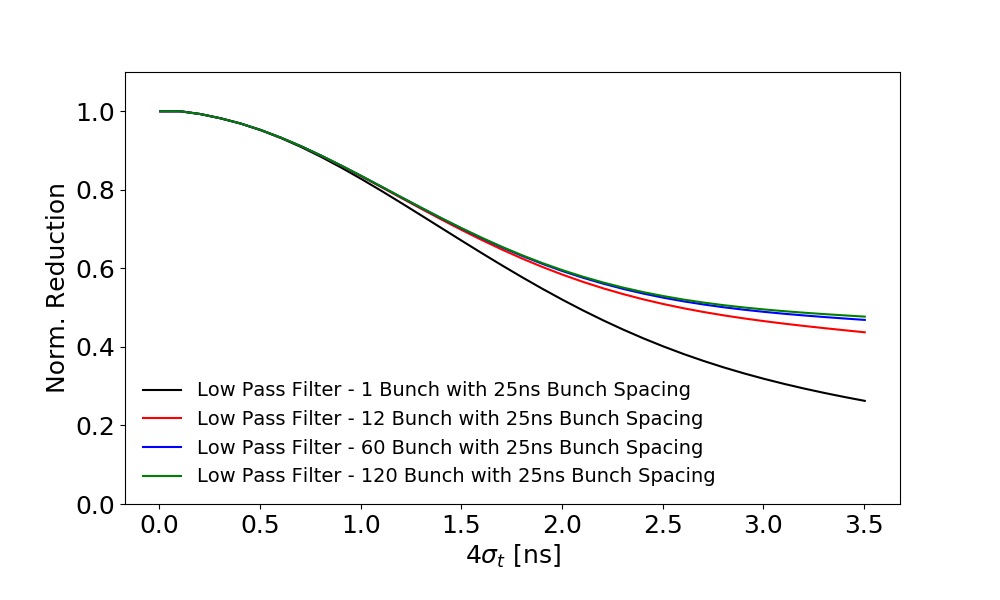 1.0
0.8
0.6
0.4
0.2
0.0
Norm. Reduction
Low Pass Filter - 1 Bunch with 25ns Bunch Spacing
Low Pass Filter - 12 Bunch with 25ns Bunch Spacing
Low Pass Filter - 60 Bunch with 25ns Bunch Spacing
Low Pass Filter - 120 Bunch with 25ns Bunch Spacing
0.0 0.5 1.0 1.5 2.0 2.5 3.0 3.5
4σₜ [ns]